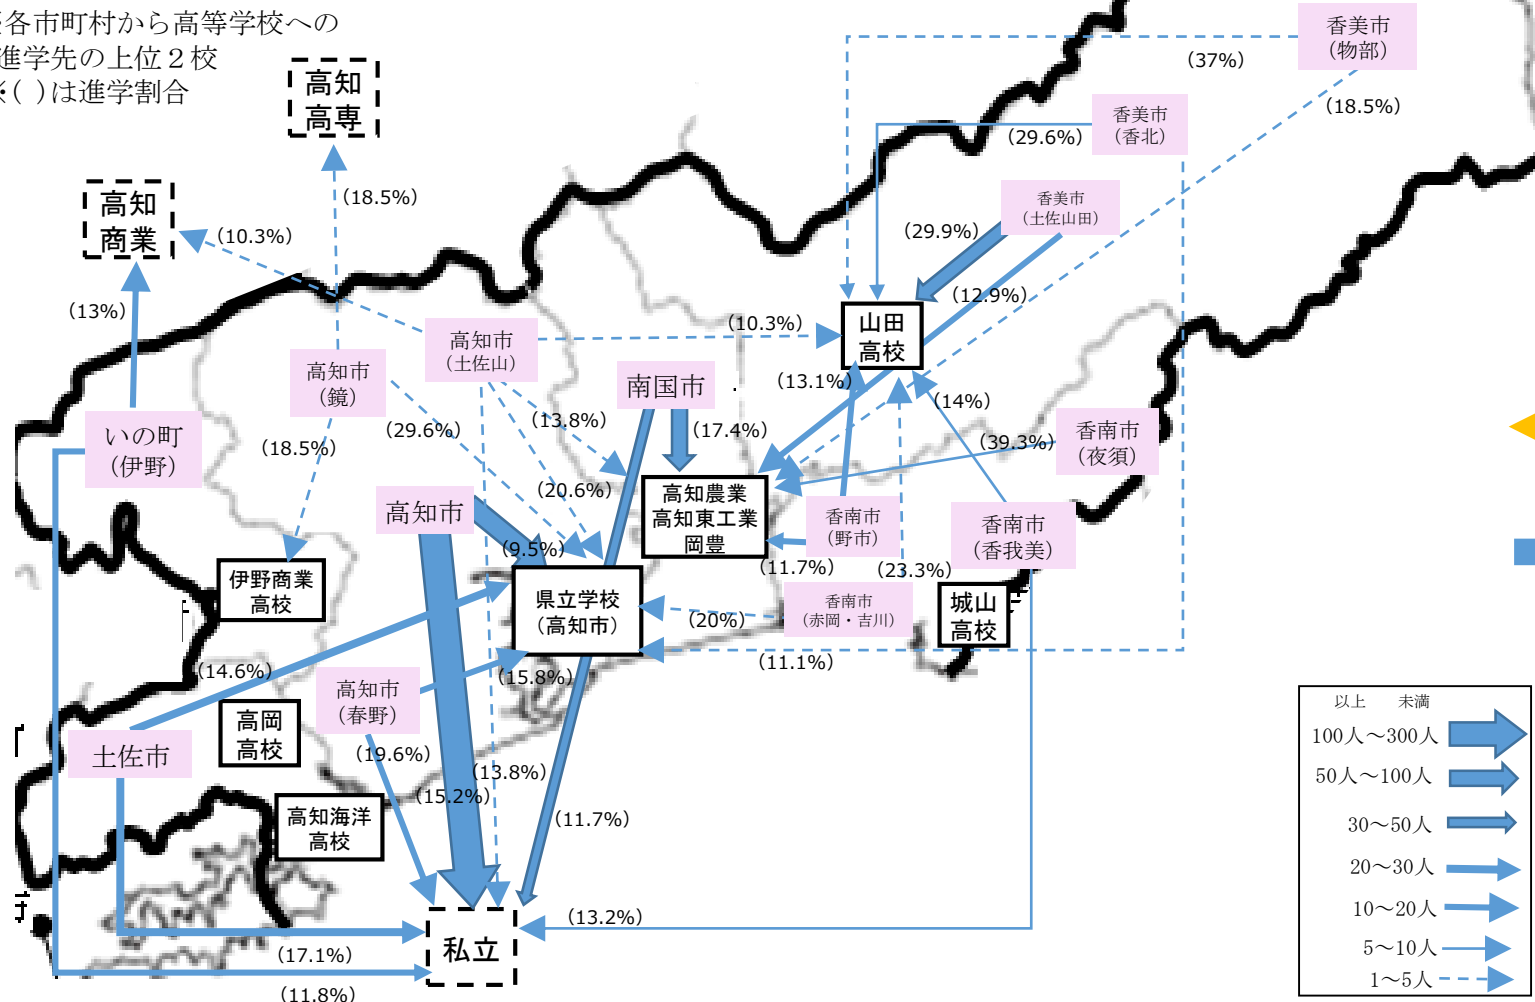 各市町村から高等学校への
進学先の上位２校
※( )は進学割合
高知
高専
香美市
（物部）
（37%）
（18.5%）
香美市
（香北）
（29.6%）
高知
商業
（18.5%）
（10.3%）
香美市
（土佐山田）
（29.9%）
（12.9%）
（13%）
高知市
（土佐山）
（10.3%）
山田
高校
高知市
（鏡）
南国市
（13.1%）
（14%）
いの町
（伊野）
（18.5%）
（29.6%）
（13.8%）
（17.4%）
（39.3%）
香南市
（夜須）
（20.6%）
高知市
高知農業
高知東工業
岡豊
香南市
（野市）
香南市
（香我美）
（9.5%）
（11.7%）
（23.3%）
伊野商業
高校
県立学校
（高知市）
（20%）
香南市
（赤岡・吉川）
城山
高校
（11.1%）
（14.6%）
（15.8%）
高知市
（春野）
高岡
高校
土佐市
（19.6%）
（13.8%）
（15.2%）
（11.7%）
高知海洋
高校
（13.2%）
私立
（17.1%）
（11.8%）
以上　未満
100人～300人
50人～100人
30～50人
20～30人
10～20人
5～10人
1～5人